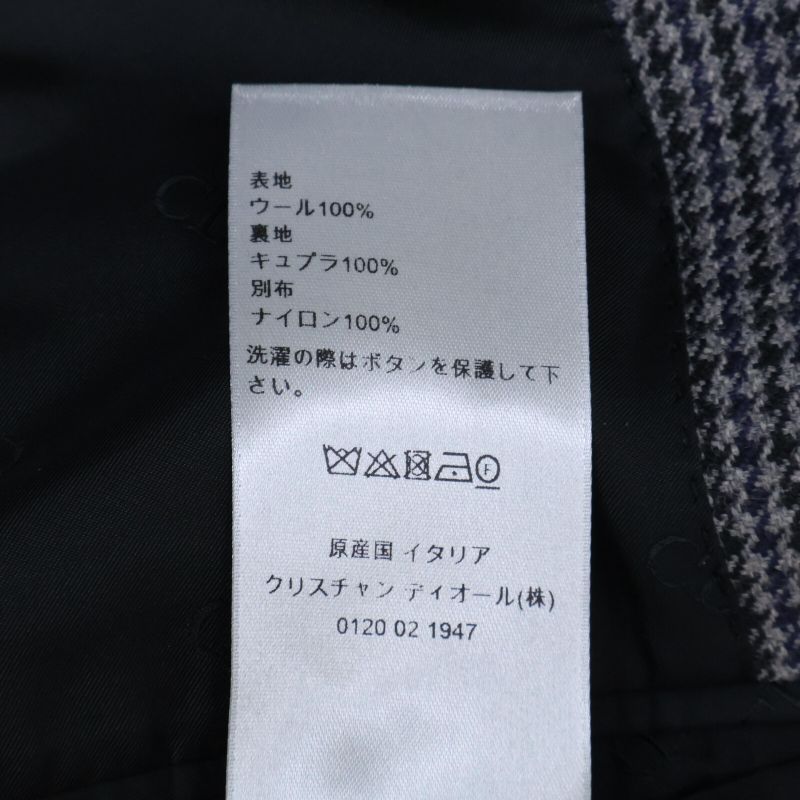 表地
ウール100%
裏地
キュプラ100%
別布
ナイロン100%
洗濯の際はボタンを保護して下
さい。
F
原産国 イタリア
クリスチャン ディオール(株)
0120 02 1947